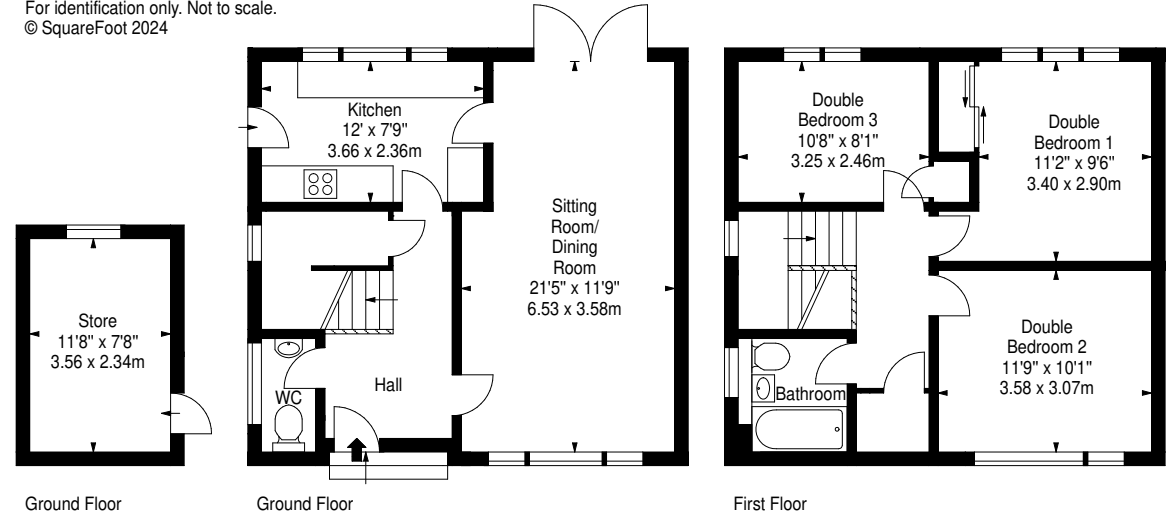 For identification only. Not to scale.
© SquareFoot 2024
Kitchen
12' x 7'9"
3.66 x 2.36m
Sitting
Room/
Dining
Room
21'5" x 11'9"
6.53 x 3.58m
Store
11'8" x 7'8"
3.56 x 2.34m
Hall
WC
Double
Bedroom 3
10'8" x 8'1"
3.25 x 2.46m
Double
Bedroom 1
11'2" x 9'6"
3.40 x 2.90m
Double
Bedroom 2
11'9" x 10'1"
3.58 x 3.07m
Bathroom
Ground Floor
Ground Floor
First Floor